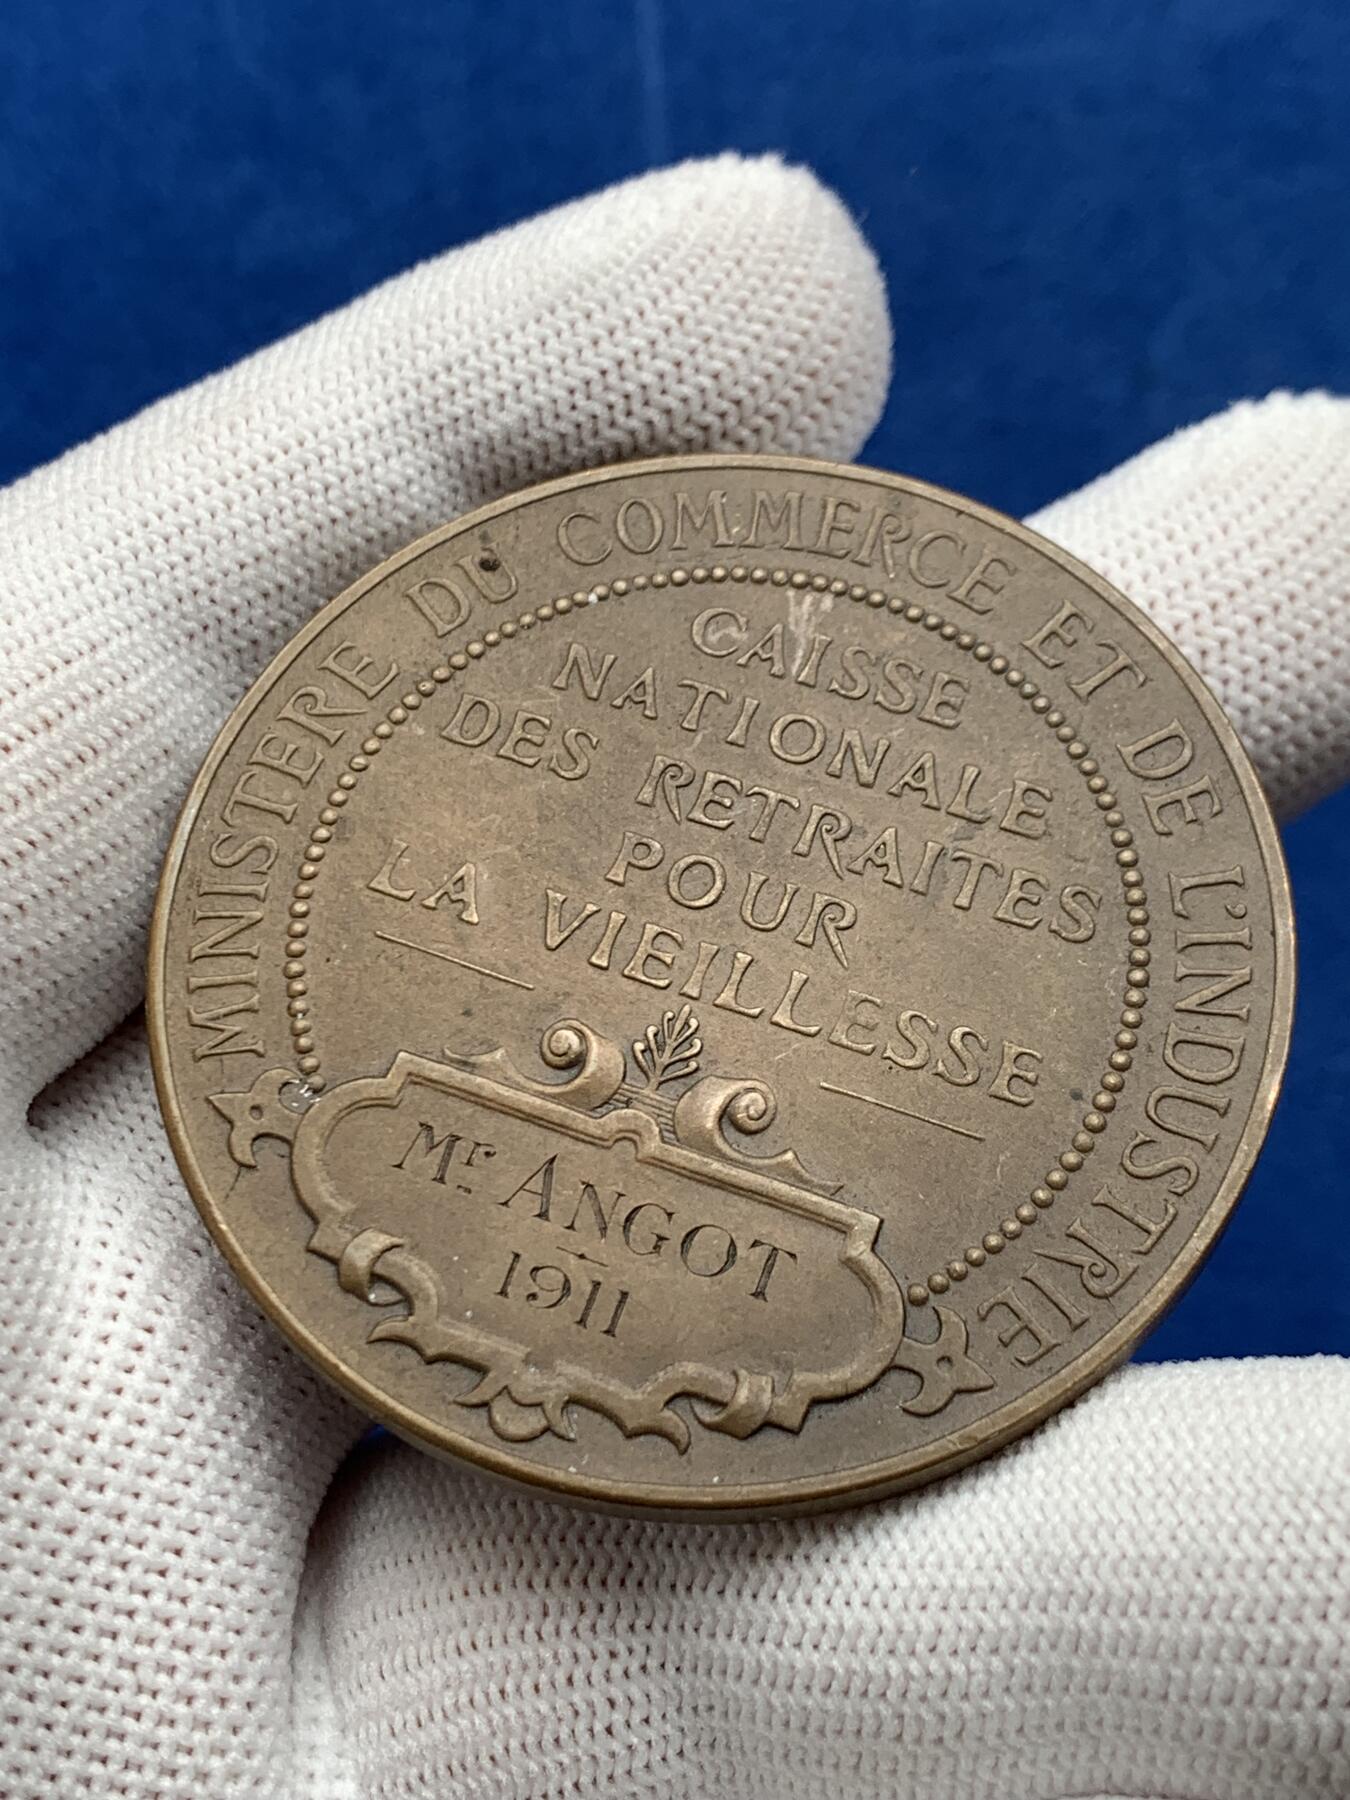 MINISTERE DU COMMERCE ET DE L'INDUSTRIE
CAISSE
NATIONALE
DES RETRAITES
POUR
LA VIEILLESSE
Mr ANGOT
1911